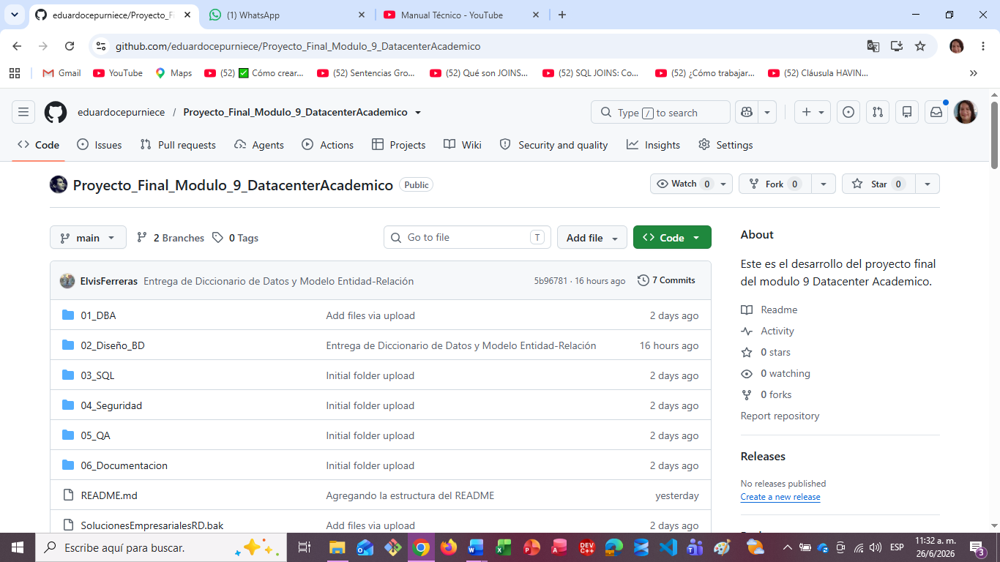 eduardocepurniece/Proyecto_Fi
(1) WhatsApp
Manual Técnico - YouTube
github.com/eduardocepurniece/Proyecto_Final_Modulo_9_DatacenterAcademico
Gmail
YouTube
Maps
(52) ✅ Cómo crear...
(52) Sentencias Gro...
(52) Qué son JOINS...
(52) SQL JOINS: Co...
(52) ¿Cómo trabajar...
(52) Cláusula HAVIN...
eduardocepurniece / Proyecto_Final_Modulo_9_DatacenterAcademico
Type / to search
Code
Issues
Pull requests
Agents
Actions
Projects
Wiki
Security and quality
Insights
Settings
Proyecto_Final_Modulo_9_DatacenterAcademico
Public
Watch 0
Fork 0
Star 0
main
2 Branches
0 Tags
Go to file
T
Add file
Code
ElvisFerreras Entrega de Diccionario de Datos y Modelo Entidad-Relación
5b96781 · 16 hours ago
7 Commits
01_DBA Add files via upload 2 days ago
02_Diseño_BD Entrega de Diccionario de Datos y Modelo Entidad-Relación 16 hours ago
03_SQL Initial folder upload 2 days ago
04_Seguridad Initial folder upload 2 days ago
05_QA Initial folder upload 2 days ago
06_Documentacion Initial folder upload 2 days ago
README.md Agregando la estructura del README yesterday
SolucionesEmpresarialesRD.bak Add files via upload 2 days ago
About
Este es el desarrollo del proyecto final
del modulo 9 Datacenter Academico.
Readme
Activity
0 stars
0 watching
0 forks
Report repository
Releases
No releases published
Create a new release
Escribe aquí para buscar.
DEV C++
ESP
11:32 a. m.
26/6/2026
3